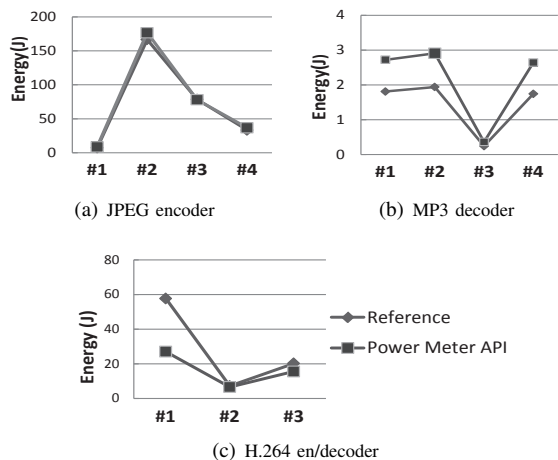 Energy(J)
200
150
100
50
0
#1 #2 #3 #4
(a) JPEG encoder
Energy(J)
4
3
2
1
0
#1 #2 #3 #4
(b) MP3 decoder
Energy (J)
80
60
40
20
0
#1 #2 #3
Reference
Power Meter API
(c) H.264 en/decoder